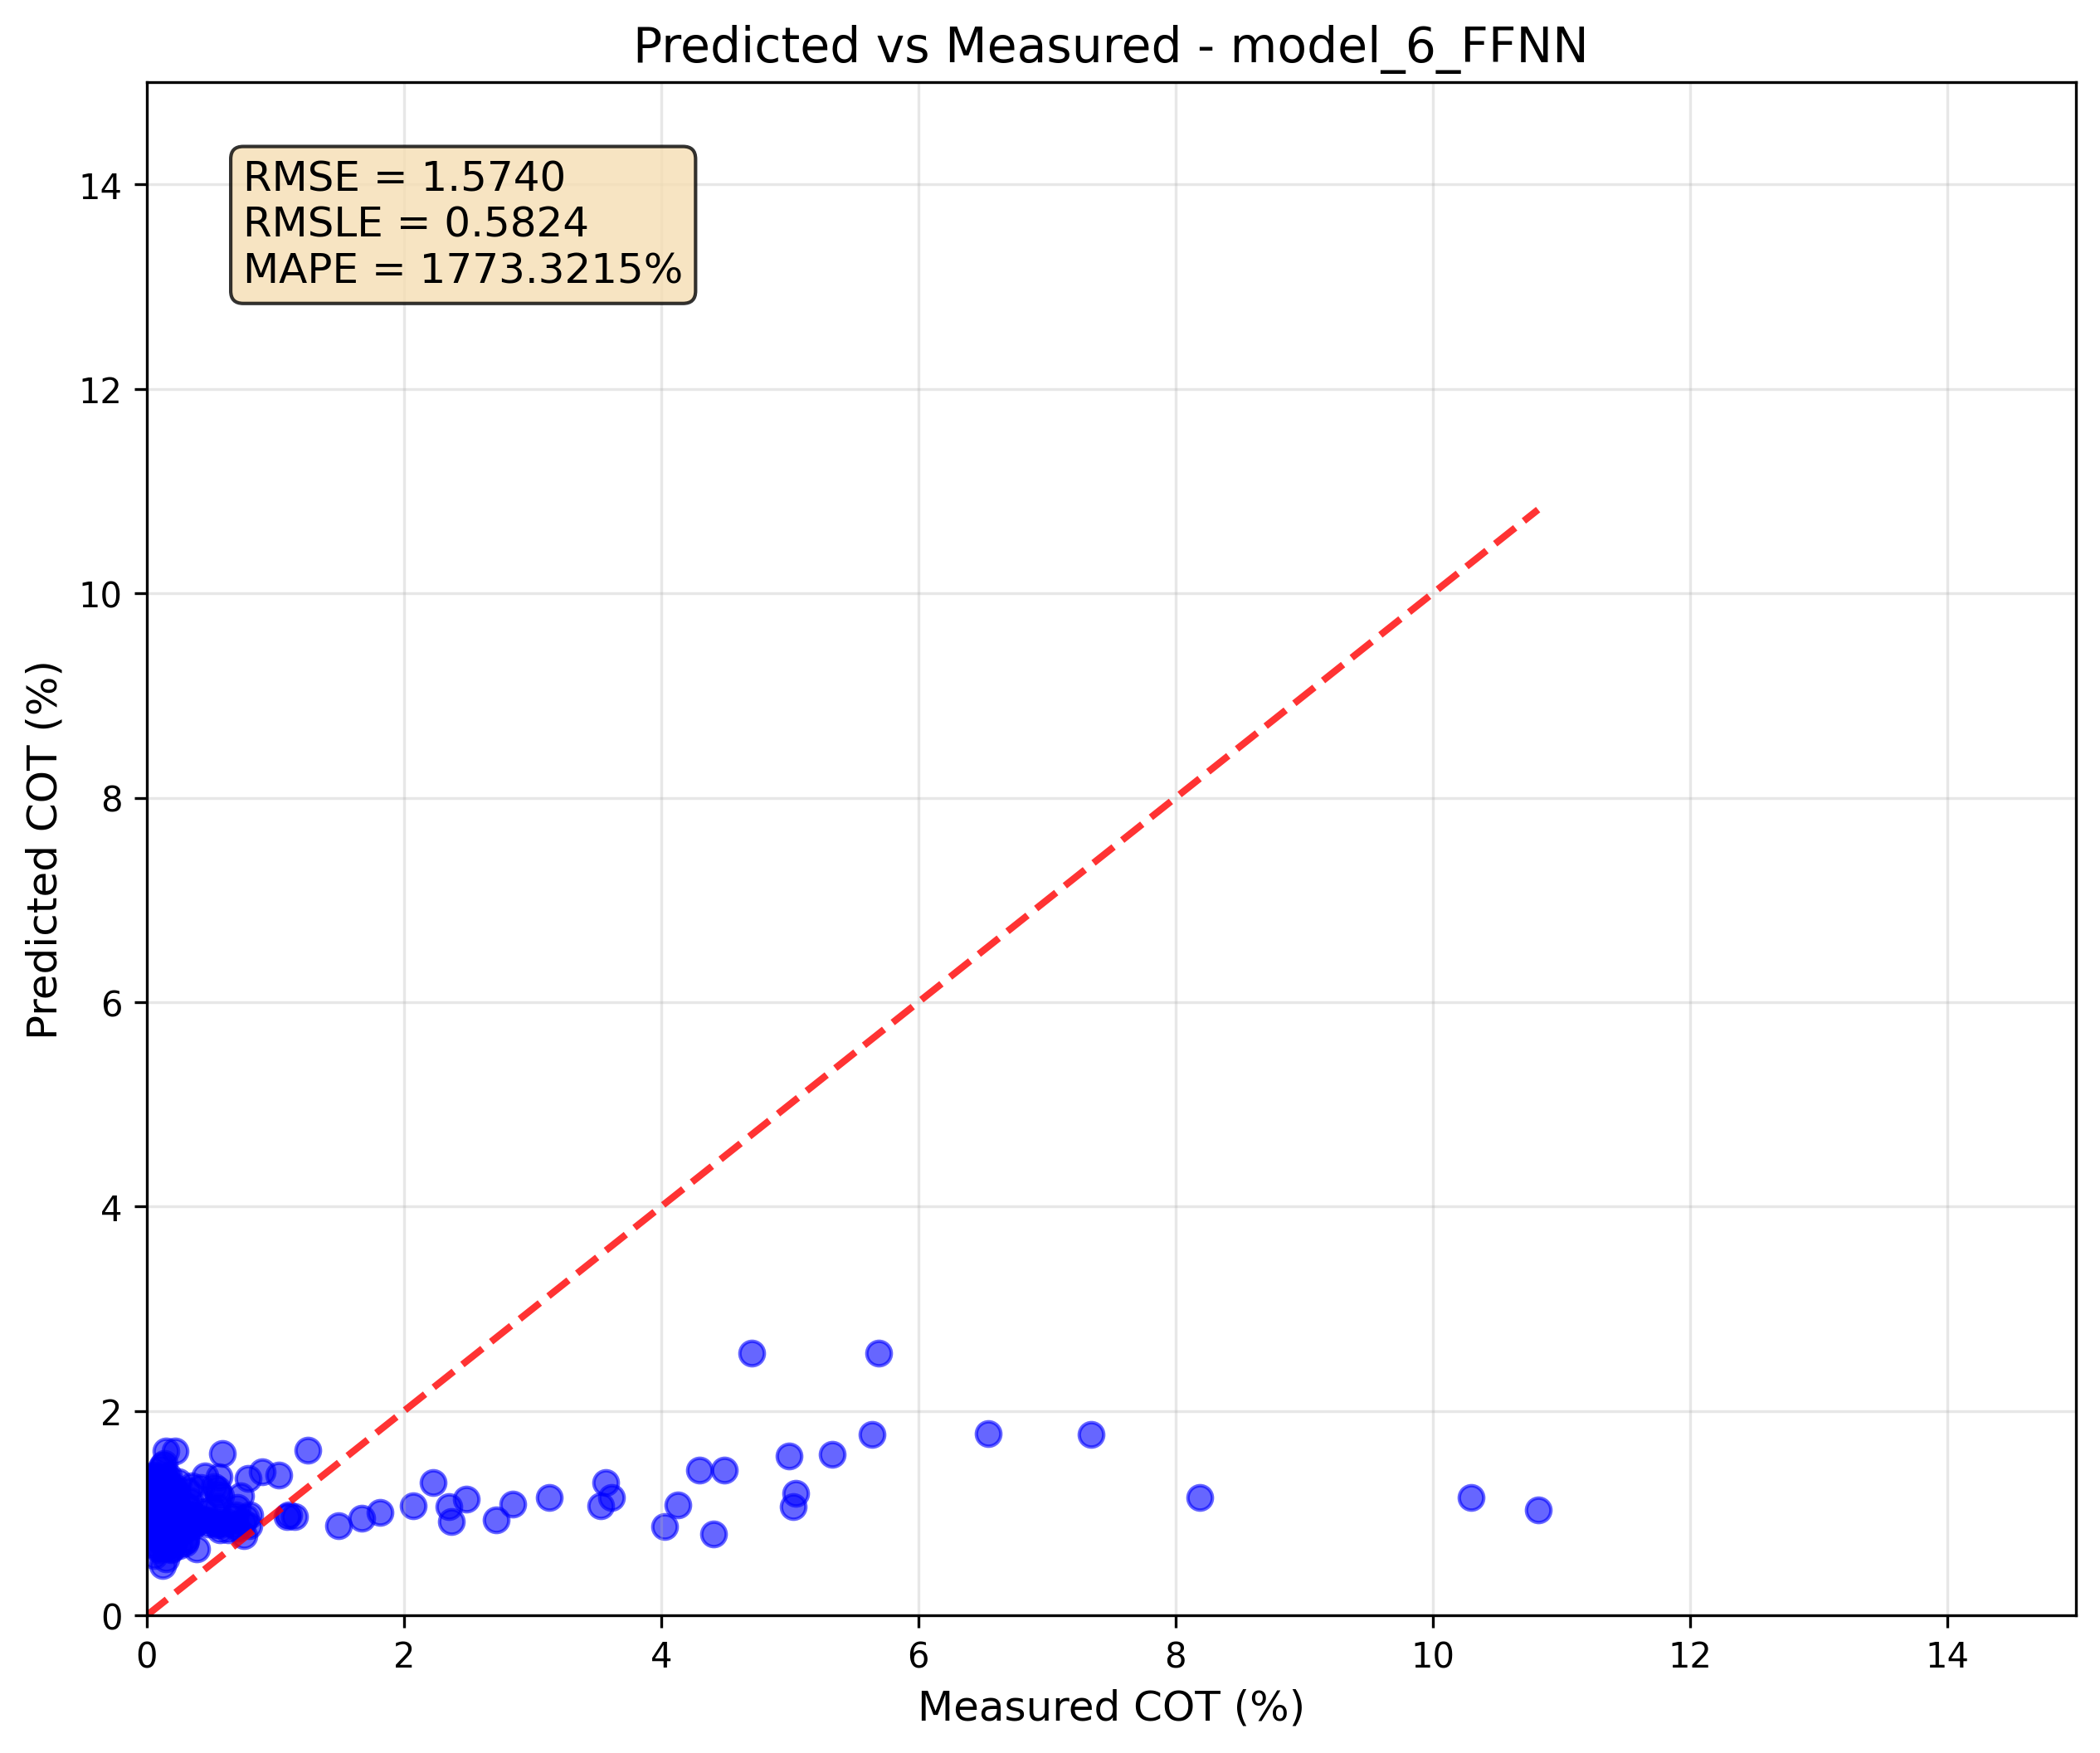 Predicted vs Measured - model_6_FFNN
RMSE = 1.5740
RMSLE = 0.5824
MAPE = 1773.3215%
14
12
10
8
6
4
2
0
Predicted COT (%)
0 2 4 6 8 10 12 14
Measured COT (%)